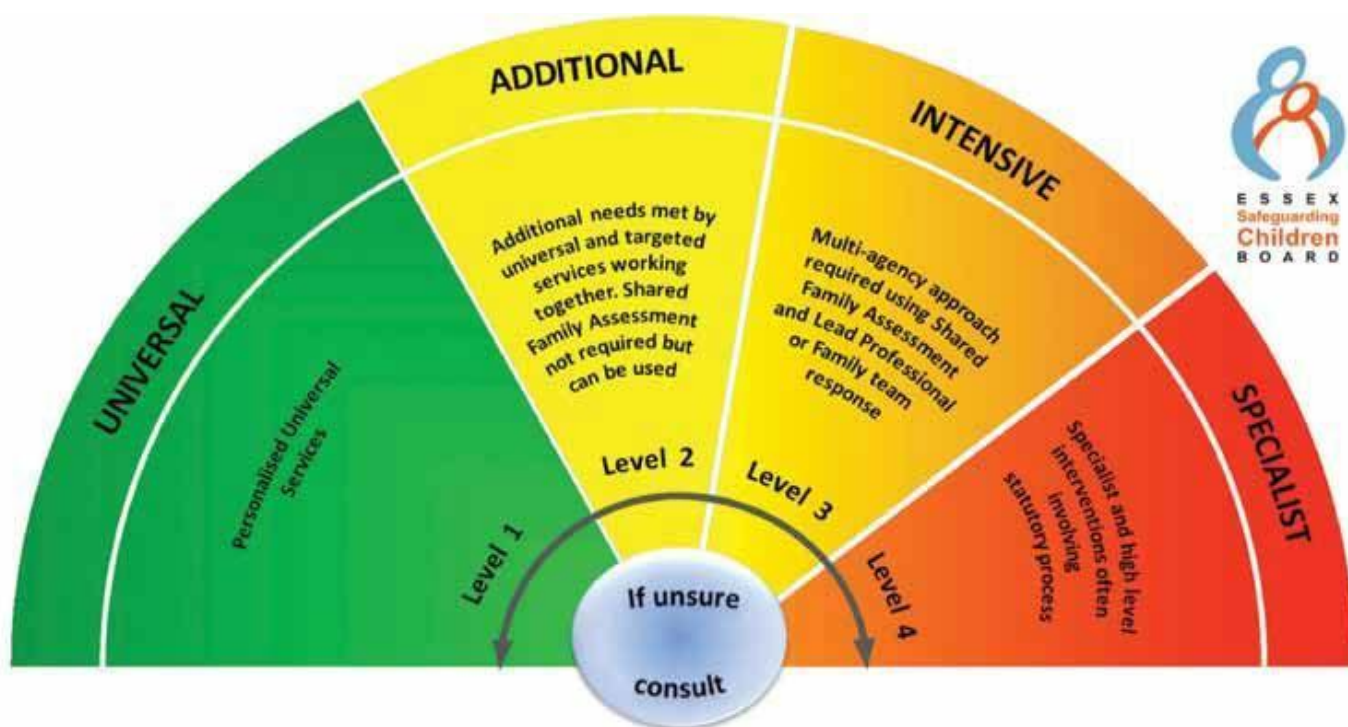 UNIVERSAL
Personalised Universal
Services
Level 1
ADDITIONAL
Additional needs met by
universal and targeted
services working
together. Shared
Family Assessment
not required but
can be used
Level 2
INTENSIVE
Multi-agency approach
required using Shared
Family Assessment
and Lead Professional
or Family team
response
Level 3
SPECIALIST
Specialist and high level
interventions often
involving
statutory process
Level 4
If unsure
consult
ESSEX
Safeguarding
Children
BOARD